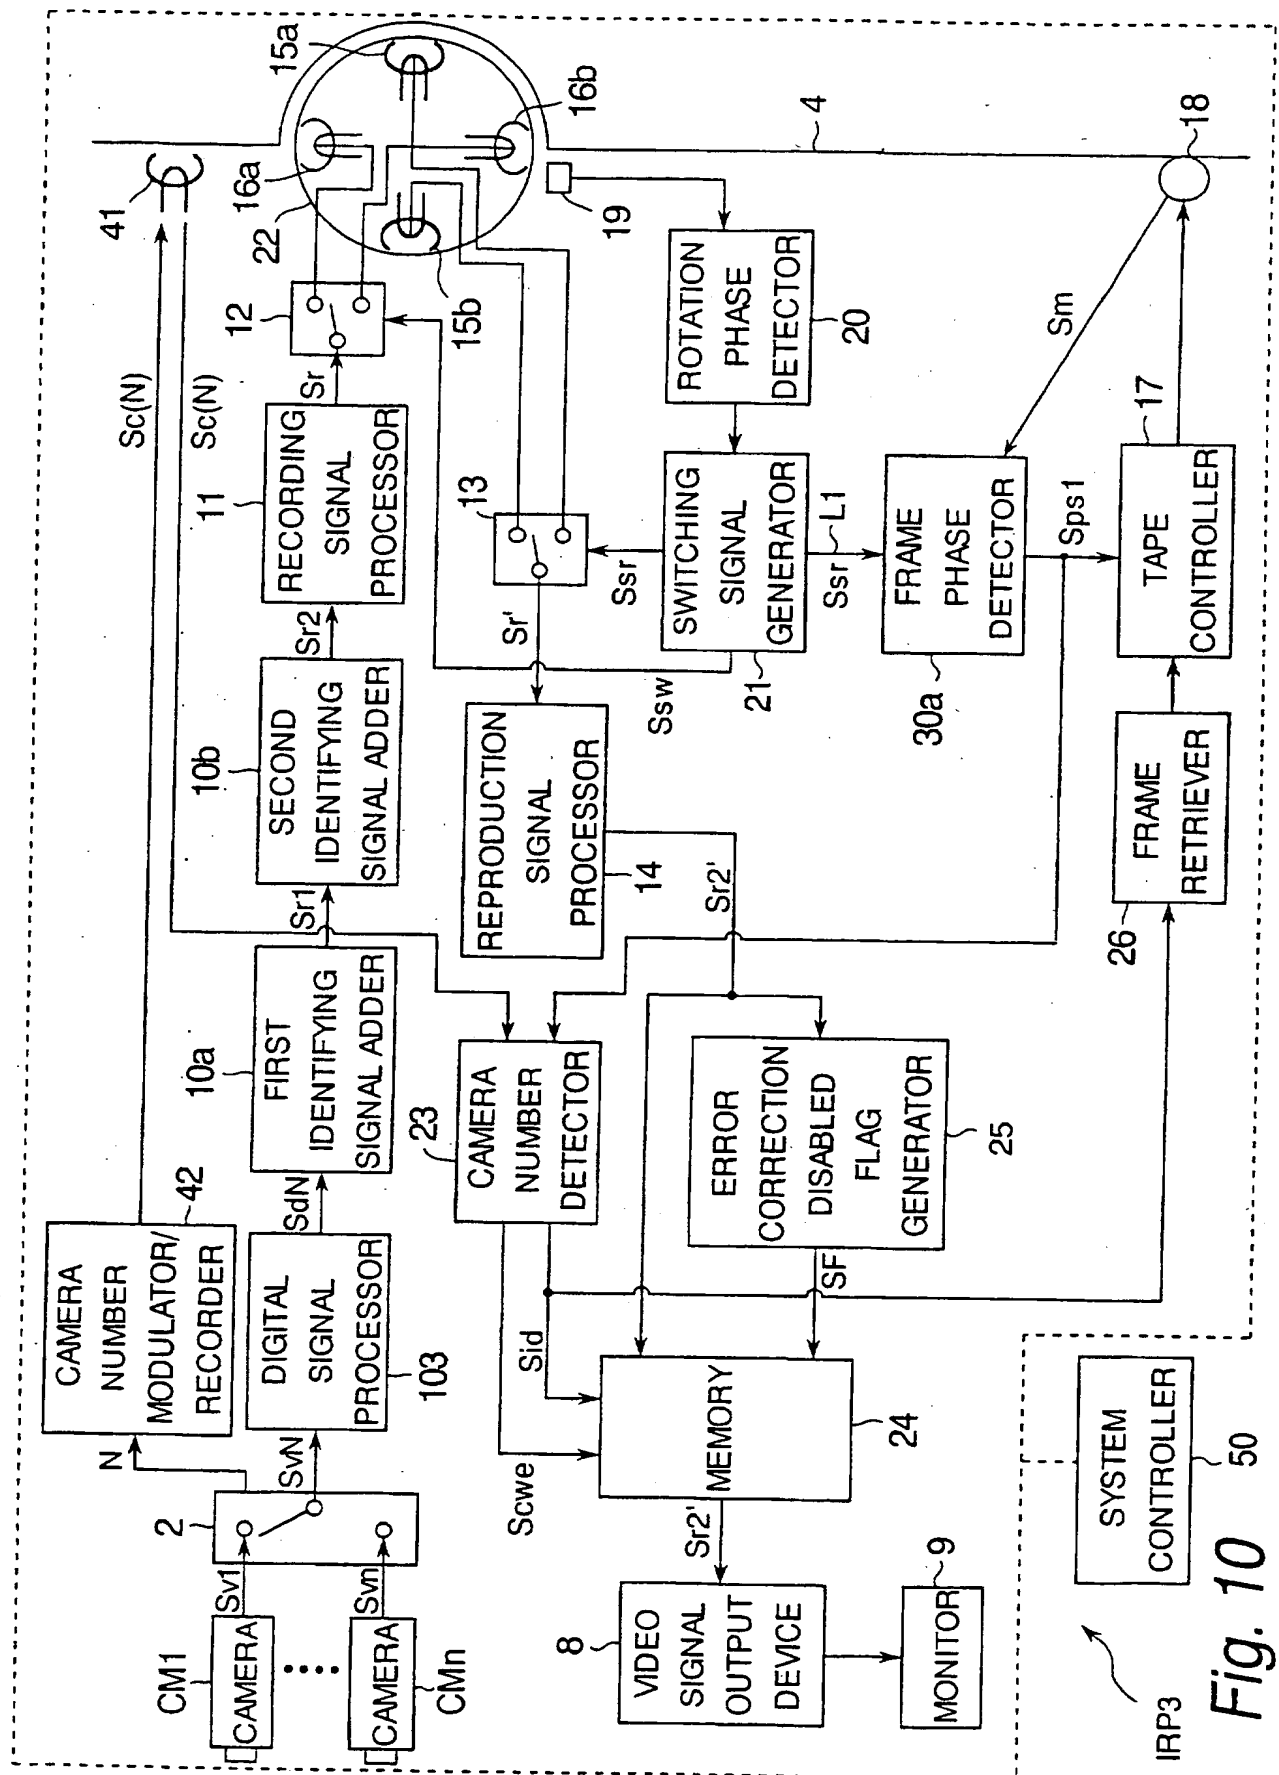 CM1
CAMERA
Sv1
CAMERA
Svn
CMn
2
N
SvN
CAMERA
NUMBER
MODULATOR/
RECORDER
42
DIGITAL
SIGNAL
PROCESSOR
103
SdN
10a
FIRST
IDENTIFYING
SIGNAL ADDER
Sr1
10b
SECOND
IDENTIFYING
SIGNAL ADDER
Sr2
11
RECORDING
SIGNAL
PROCESSOR
Sr
12
Sc(N)
Sc(N)
41
22
16a
15a
15b
16b
4
18
19
ROTATION
PHASE
DETECTOR
20
13
Sr'
Ssr
SWITCHING
SIGNAL
GENERATOR
21
Ssw
Ssr
L1
FRAME
PHASE
DETECTOR
30a
Sm
Sps1
17
TAPE
CONTROLLER
FRAME
RETRIEVER
26
REPRODUCTION
SIGNAL
PROCESSOR
14
Sr2'
23
CAMERA
NUMBER
DETECTOR
ERROR
CORRECTION
DISABLED
FLAG
GENERATOR
25
SF
Sid
Scwe
MEMORY
24
Sr2'
8
VIDEO
SIGNAL
OUTPUT
DEVICE
MONITOR
9
SYSTEM
CONTROLLER
50
IRP3
Fig. 10